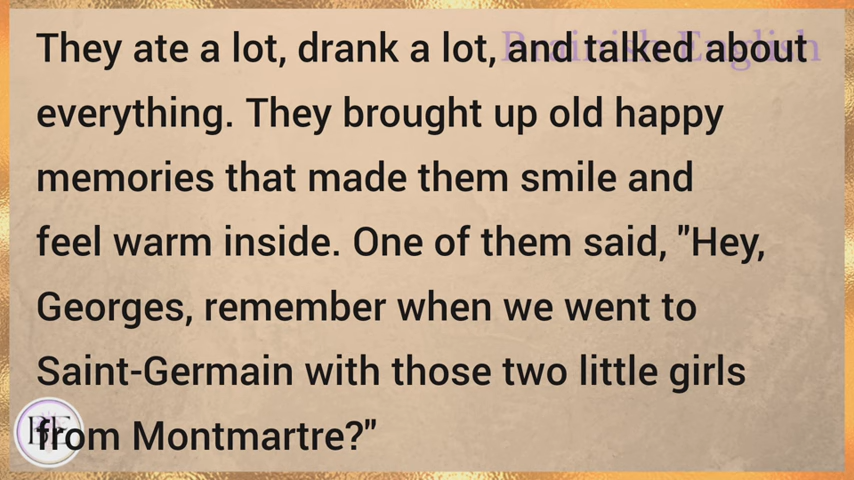 Brainish English
They ate a lot, drank a lot, and talked about
everything. They brought up old happy
memories that made them smile and
feel warm inside. One of them said, "Hey,
Georges, remember when we went to
Saint-Germain with those two little girls
from Montmartre?"